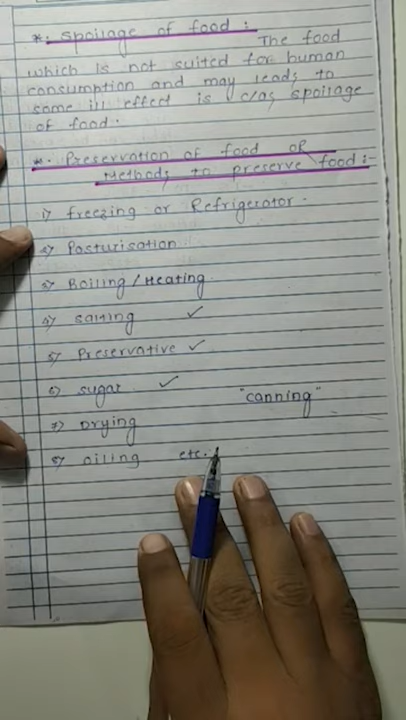 *. Spoilage of food :- The food
which is not suited for human
consumption and may leads to
some ill effect is c/as spoilage
of food.
*. Preservation of food or
Methods to preserve food :-
1) freezing or Refrigerator.
2) Pasturisation
3) Boiling/Heating.
4) salting ✓
5) Preservative ✓
6) sugar ✓ "canning"
7) Drying
8) oiling etc.